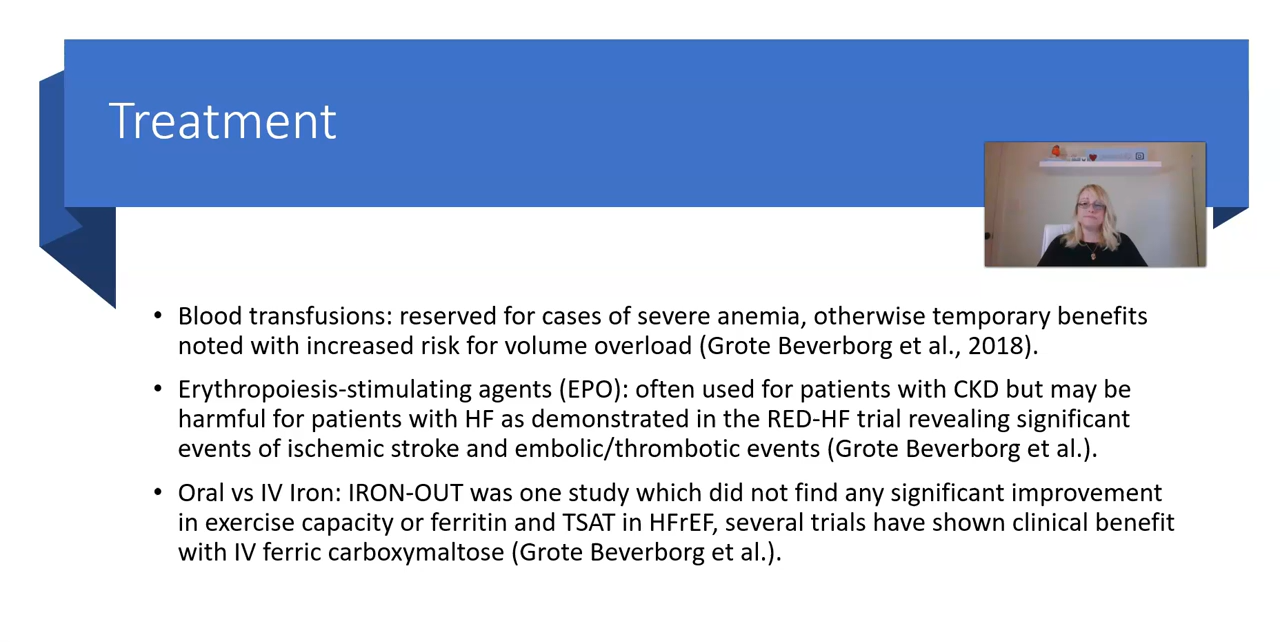 Treatment
• Blood transfusions: reserved for cases of severe anemia, otherwise temporary benefits
noted with increased risk for volume overload (Grote Beverborg et al., 2018).
• Erythropoiesis-stimulating agents (EPO): often used for patients with CKD but may be
harmful for patients with HF as demonstrated in the RED-HF trial revealing significant
events of ischemic stroke and embolic/thrombotic events (Grote Beverborg et al.).
• Oral vs IV Iron: IRON-OUT was one study which did not find any significant improvement
in exercise capacity or ferritin and TSAT in HFrEF, several trials have shown clinical benefit
with IV ferric carboxymaltose (Grote Beverborg et al.).